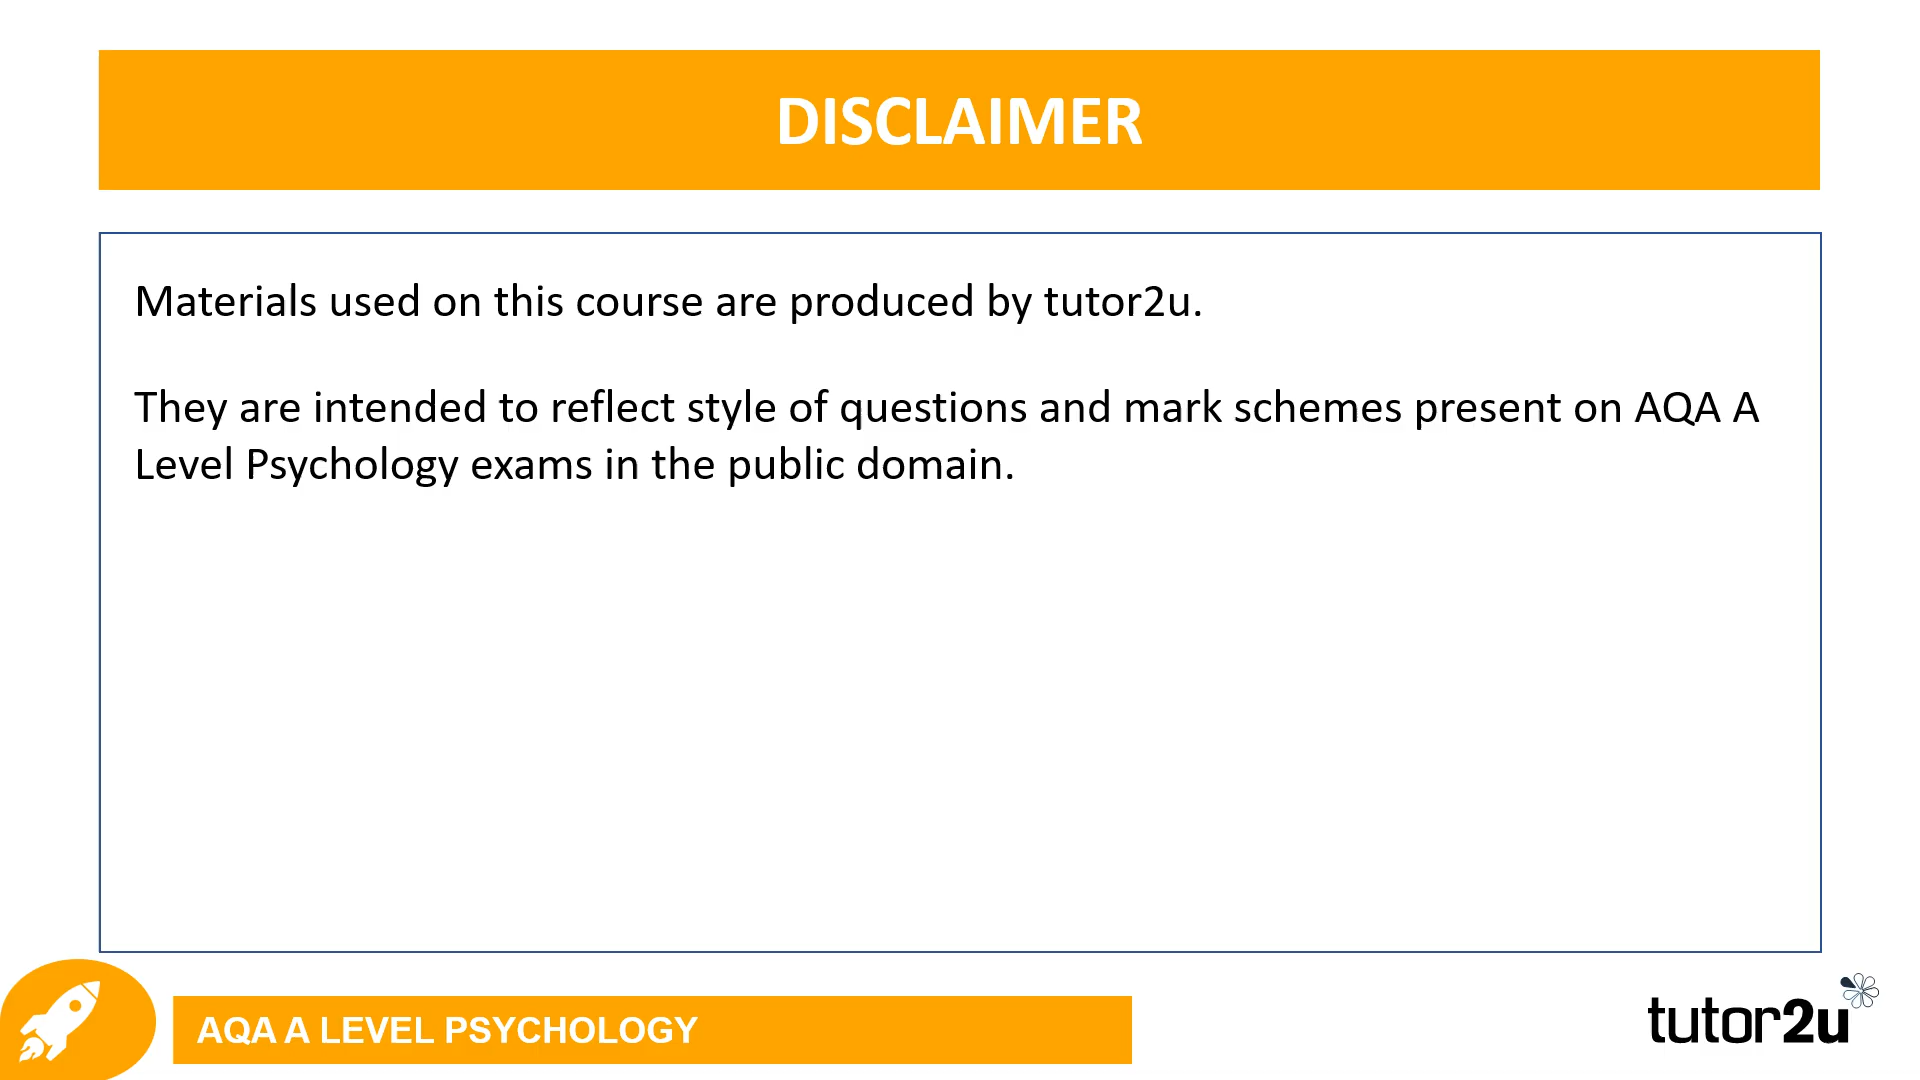 DISCLAIMER
Materials used on this course are produced by tutor2u.
They are intended to reflect style of questions and mark schemes present on AQA A
Level Psychology exams in the public domain.
AQA A LEVEL PSYCHOLOGY
tutor2u